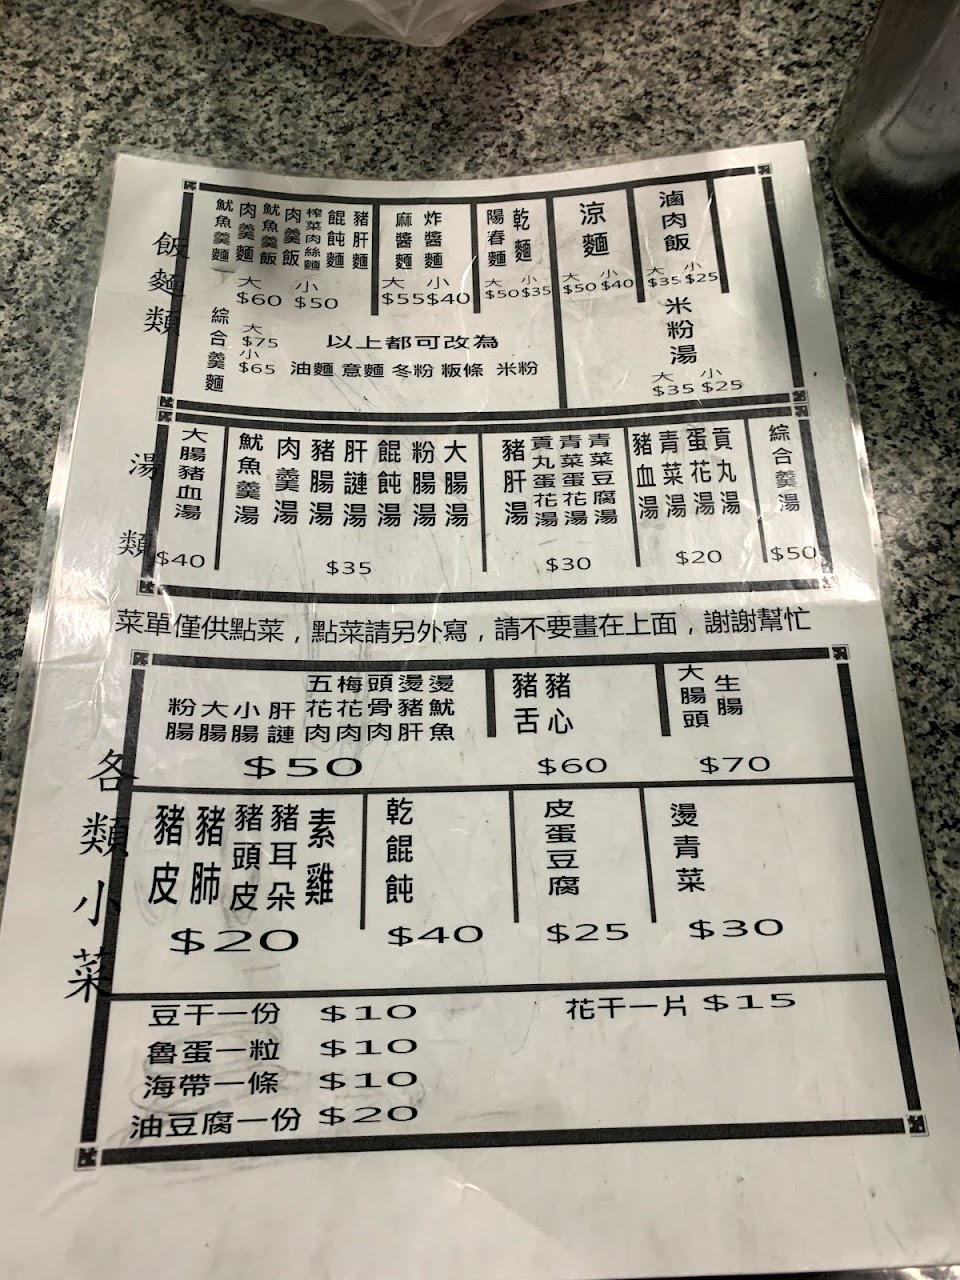 飯麵類
魷魚羹麵
肉羹麵
魷魚羹飯
肉羹飯
榨菜肉絲麵
餛飩麵
豬肝麵
大 小
$60 $50
麻醬麵
炸醬麵
大 小
$55 $40
陽春麵
乾麵
大 小
$50 $35
涼麵
大 小
$50 $40
滷肉飯
大 小
$35 $25
綜合羹麵
大
$75
小
$65
以上都可改為
油麵 意麵 冬粉 粄條 米粉
米粉湯
大 小
$35 $25
湯類
大腸豬血湯
$40
魷魚羹湯
肉羹湯
豬腸湯
肝謰湯
餛飩湯
粉腸湯
大腸湯
$35
豬肝湯
貢丸蛋花湯
青菜蛋花湯
青菜豆腐湯
$30
豬血湯
青菜湯
蛋花湯
貢丸湯
$20
綜合羹湯
$50
菜單僅供點菜，點菜請另外寫，請不要畫在上面，謝謝幫忙
各類小菜
粉腸
大腸
小腸
肝謰
五花肉
梅花肉
頭骨肉
燙豬肝
燙魷魚
$50
豬舌
豬心
$60
大腸頭
生腸
$70
豬皮
豬肺
豬頭皮
豬耳朵
素雞
$20
乾餛飩
$40
皮蛋豆腐
$25
燙青菜
$30
豆干一份 $10
花干一片 $15
魯蛋一粒 $10
海帶一條 $10
油豆腐一份 $20